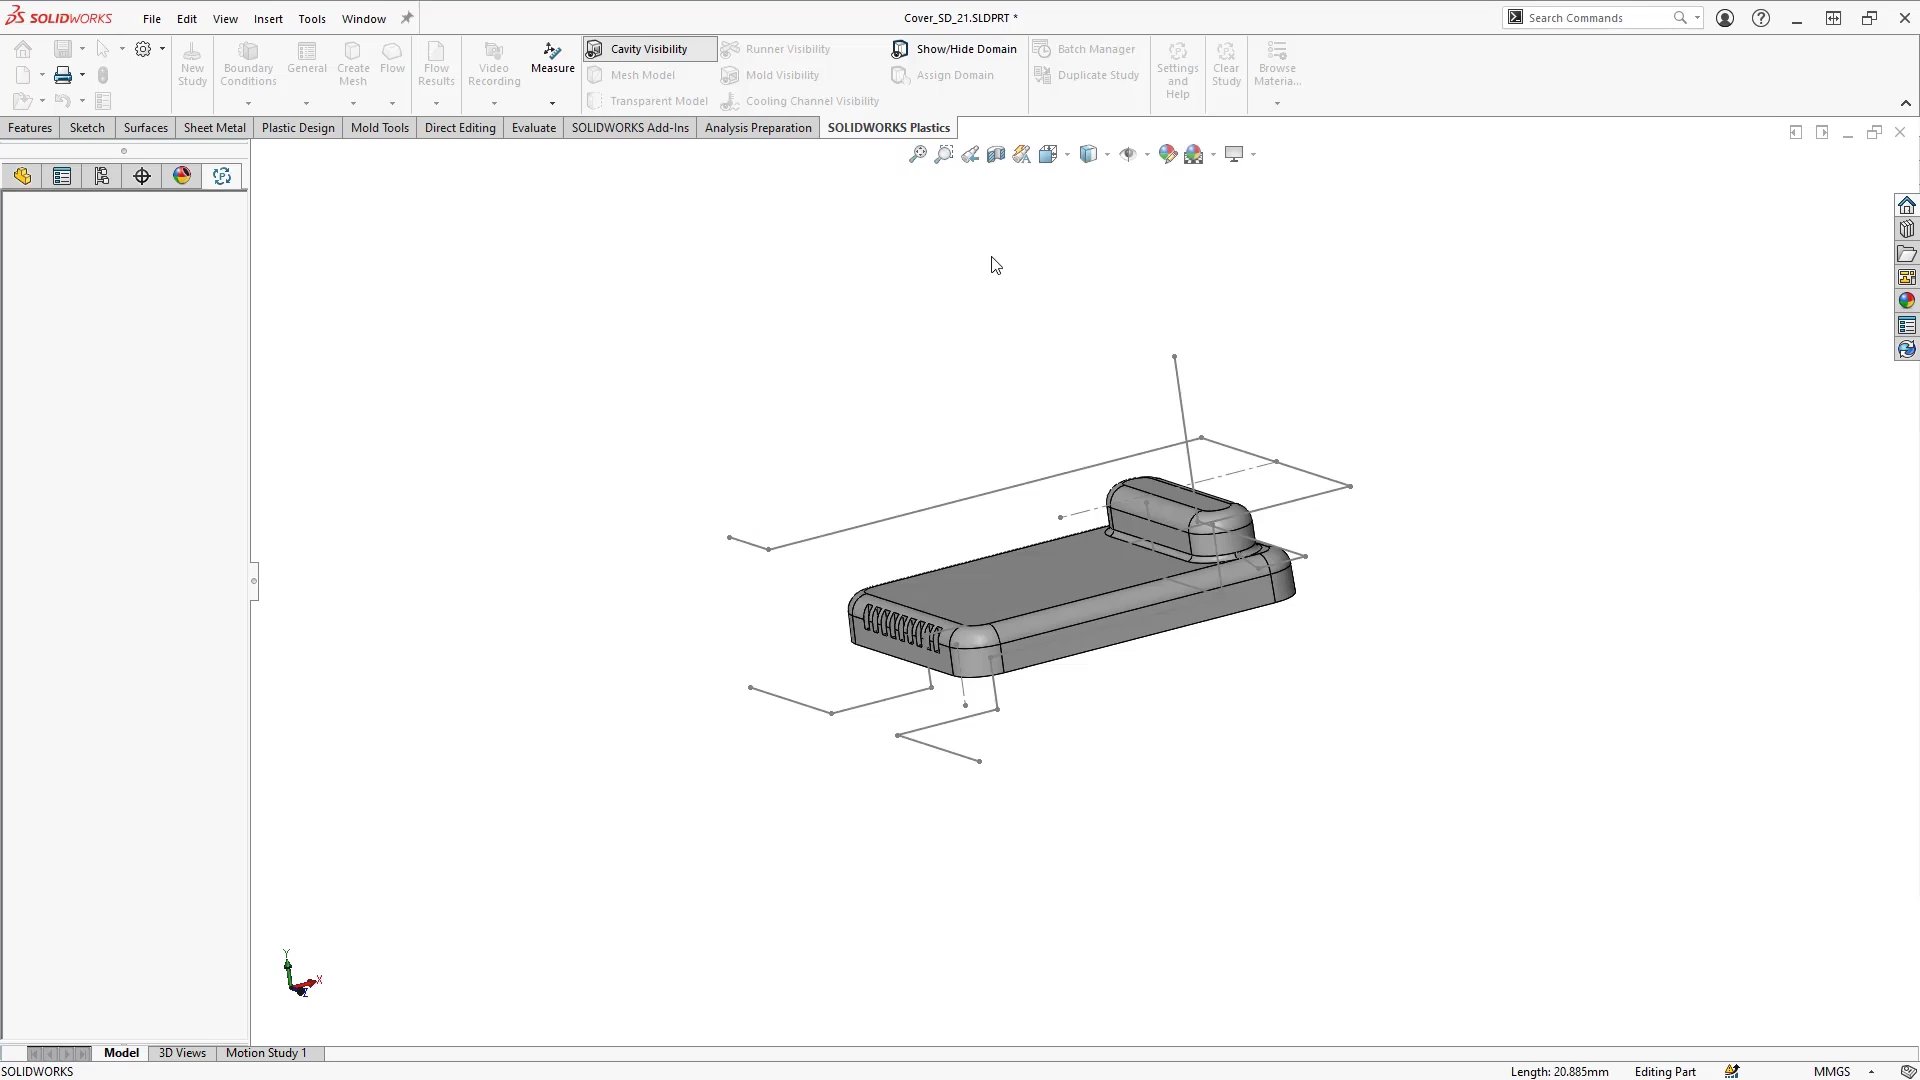 SOLIDWORKS
File Edit View Insert Tools Window
Cover_SD_21.SLDPRT *
Search Commands
New Study
Boundary Conditions
General
Create Mesh
Flow
Flow Results
Video Recording
Measure
Cavity Visibility
Mesh Model
Transparent Model
Runner Visibility
Mold Visibility
Cooling Channel Visibility
Show/Hide Domain
Assign Domain
Batch Manager
Duplicate Study
Settings and Help
Clear Study
Browse Materia...
Features Sketch Surfaces Sheet Metal Plastic Design Mold Tools Direct Editing Evaluate SOLIDWORKS Add-Ins Analysis Preparation SOLIDWORKS Plastics
Y
X
Z
Model 3D Views Motion Study 1
SOLIDWORKS
Length: 20.885mm Editing Part MMGS